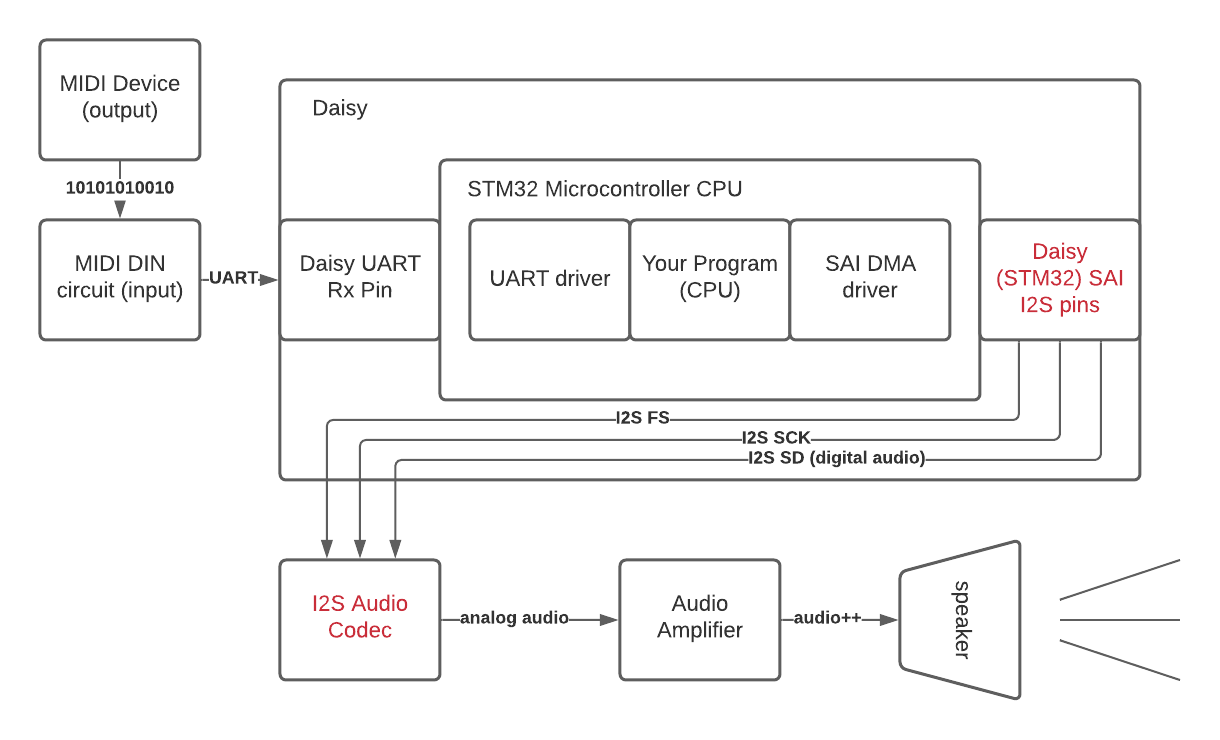 MIDI Device
(output)
10101010010
MIDI DIN
circuit (input)
UART
Daisy
STM32 Microcontroller CPU
Daisy UART
Rx Pin
UART driver
Your Program
(CPU)
SAI DMA
driver
Daisy
(STM32) SAI
I2S pins
I2S FS
I2S SCK
I2S SD (digital audio)
I2S Audio
Codec
analog audio
Audio
Amplifier
audio++
speaker